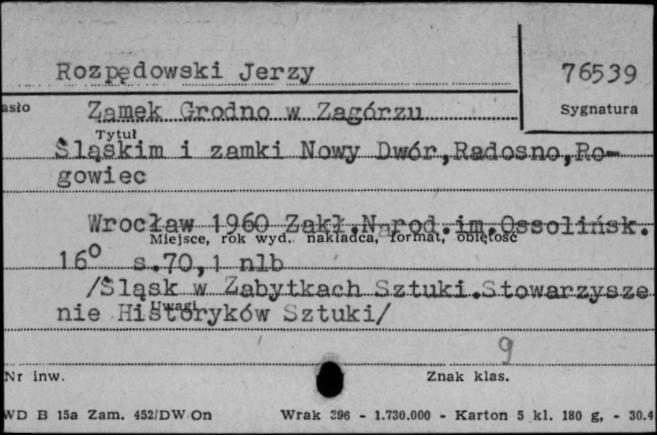 Rozpędowski Jerzy
76539
asło
Zamek Grodno w Zagórzu
Sygnatura
Tytuł
Śląskim i zamki Nowy Dwór,Radosno,Ro-
gowiec
Wrocław 1960 Zakł.Narod.im.Ossolińsk.
Miejsce, rok wyd. nakładca, format, objętość
16° s.70,1 nlb
/Śląsk w Zabytkach Sztuki.Stowarzysze
Uwagi
nie Historyków Sztuki/
9
Nr inw.
Znak klas.
WD B 15a Zam. 452/DW On
Wrak 396 - 1.730.000 - Karton 5 kl. 180 g, - 30.4